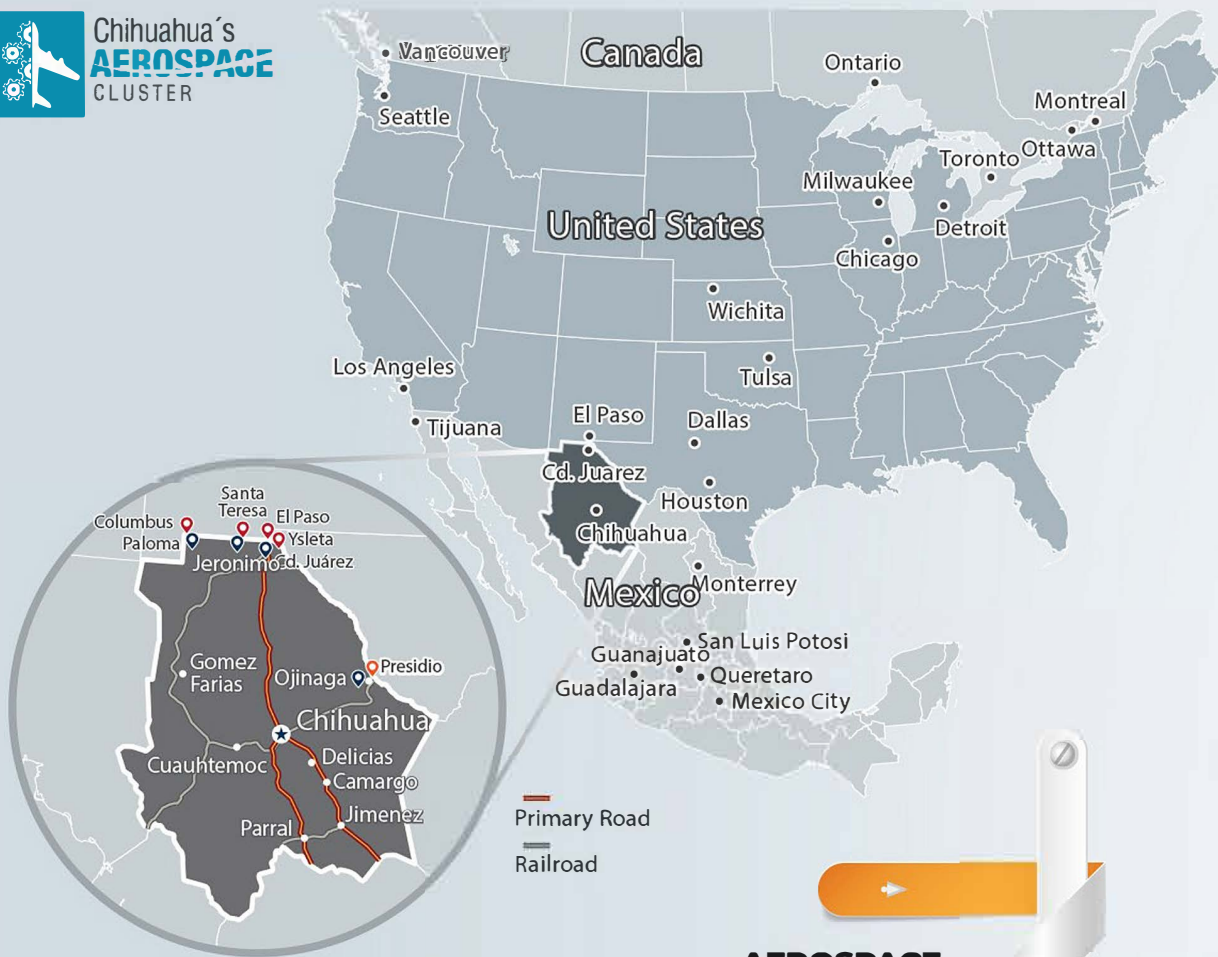 Chihuahua´s
AEROSPACE
CLUSTER
Vancouver
Canada
Ontario
Seattle
Montreal
Ottawa
Toronto
Milwaukee
United States
Detroit
Chicago
Wichita
Los Angeles
Tulsa
El Paso
Dallas
Tijuana
Cd. Juarez
Houston
Chihuahua
Mexico
Monterrey
San Luis Potosi
Guanajuato
Queretaro
Guadalajara
Mexico City
Santa
Teresa
El Paso
Columbus
Paloma
Ysleta
Jeronimo
Cd. Juárez
Gomez
Farias
Ojinaga
Presidio
Chihuahua
Cuauhtemoc
Delicias
Camargo
Parral
Jimenez
Primary Road
Railroad
AEROSPACE